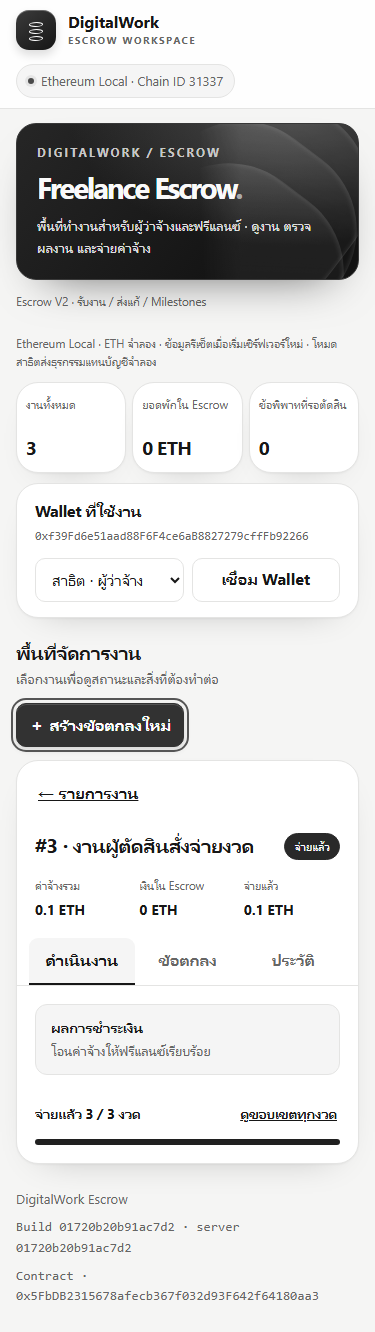 DigitalWork
ESCROW WORKSPACE
Ethereum Local · Chain ID 31337
DIGITALWORK / ESCROW
Freelance Escrow.
พื้นที่ทำงานสำหรับผู้ว่าจ้างและฟรีแลนซ์ · ดูงาน ตรวจ
ผลงาน และจ่ายค่าจ้าง
Escrow V2 · รับงาน / ส่งแก้ / Milestones
Ethereum Local · ETH จำลอง · ข้อมูลรีเซ็ตเมื่อเริ่มเซิร์ฟเวอร์ใหม่ · โหมด
สาธิตส่งธุรกรรมแทนบัญชีจำลอง
งานทั้งหมด
3
ยอดพักใน Escrow
0 ETH
ข้อพิพาทที่รอตัดสิน
0
Wallet ที่ใช้งาน
0xf39Fd6e51aad88F6F4ce6aB8827279cffFb92266
สาธิต · ผู้ว่าจ้าง
เชื่อม Wallet
พื้นที่จัดการงาน
เลือกงานเพื่อดูสถานะและสิ่งที่ต้องทำต่อ
+ สร้างข้อตกลงใหม่
← รายการงาน
#3 · งานผู้ตัดสินสั่งจ่ายงวด
จ่ายแล้ว
ค่าจ้างรวม
0.1 ETH
เงินใน Escrow
0 ETH
จ่ายแล้ว
0.1 ETH
ดำเนินงาน
ข้อตกลง
ประวัติ
ผลการชำระเงิน
โอนค่าจ้างให้ฟรีแลนซ์เรียบร้อย
จ่ายแล้ว 3 / 3 งวด
ดูขอบเขตทุกงวด
DigitalWork Escrow
Build 01720b20b91ac7d2 · server
01720b20b91ac7d2
Contract ·
0x5FbDB2315678afecb367f032d93F642f64180aa3